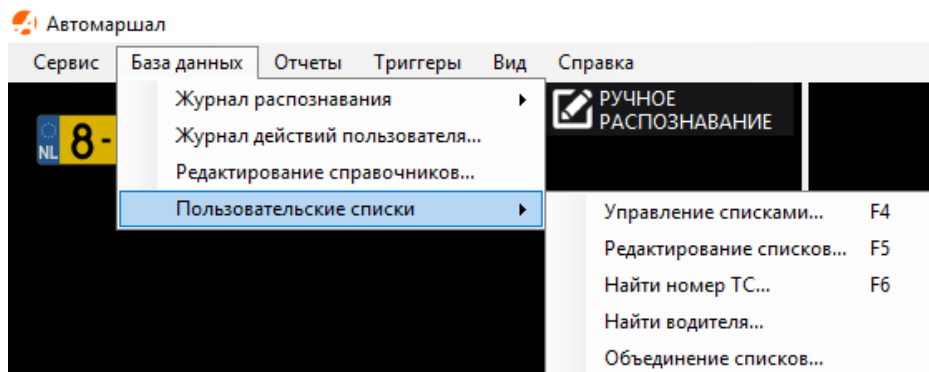 Автомаршал
Сервис База данных Отчеты Триггеры Вид Справка
Журнал распознавания
Журнал действий пользователя...
Редактирование справочников...
Пользовательские списки
NL 8-
РУЧНОЕ
РАСПОЗНАВАНИЕ
Управление списками... F4
Редактирование списков... F5
Найти номер ТС... F6
Найти водителя...
Объединение списков...